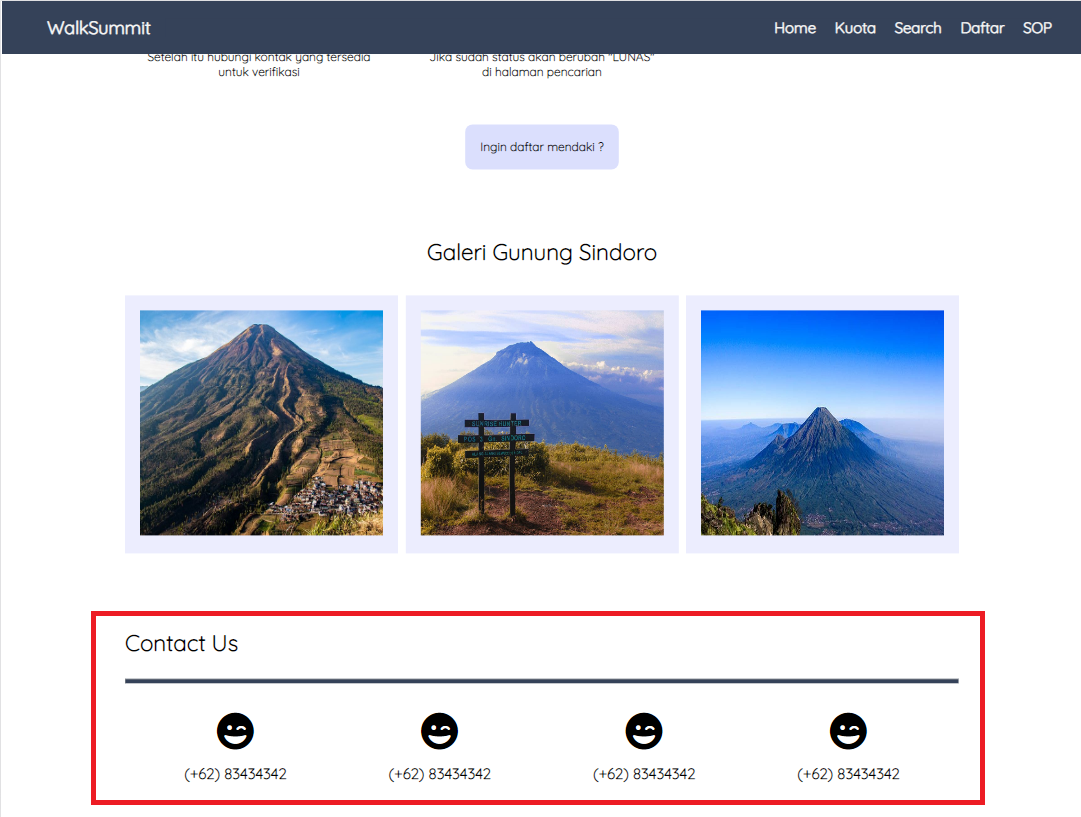 WalkSummit
Home Kuota Search Daftar SOP
Setelah itu hubungi kontak yang tersedia
untuk verifikasi
Jika sudah status akan berubah "LUNAS"
di halaman pencarian
Ingin daftar mendaki ?
Galeri Gunung Sindoro
SUNRISE HUNTER
Contact Us
(+62) 83434342
(+62) 83434342
(+62) 83434342
(+62) 83434342